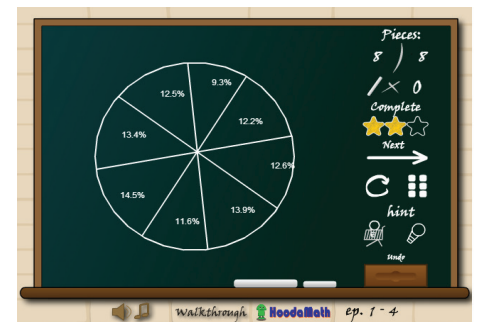 Pieces:
8 ) 8
9.3%
12.5%
12.2%
13.4%
12.6%
14.5%
13.9%
11.6%
/ x 0
Complete
Next
hint
Undo
Walkthrough HoodaMath ep. 1 - 4